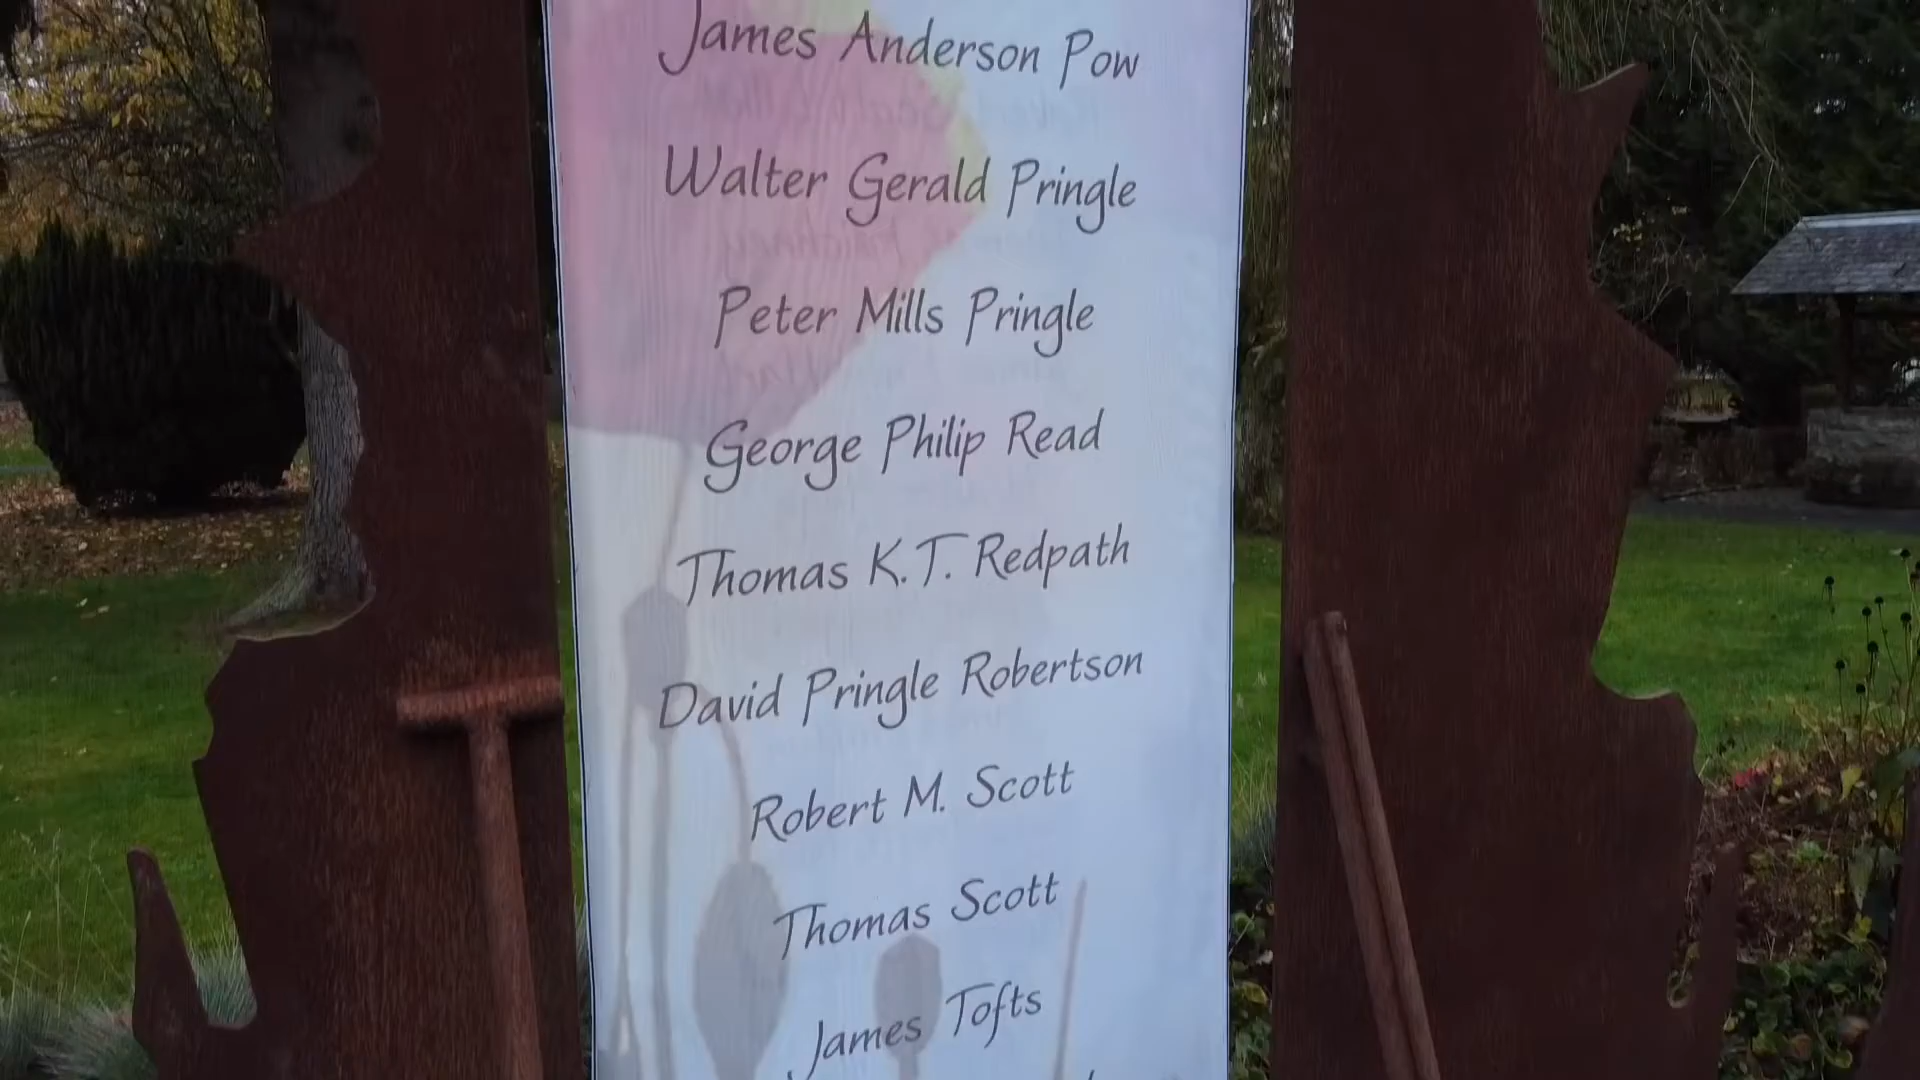 James Anderson Pow
Walter Gerald Pringle
Peter Mills Pringle
George Philip Read
Thomas K.T. Redpath
David Pringle Robertson
Robert M. Scott
Thomas Scott
James Tofts